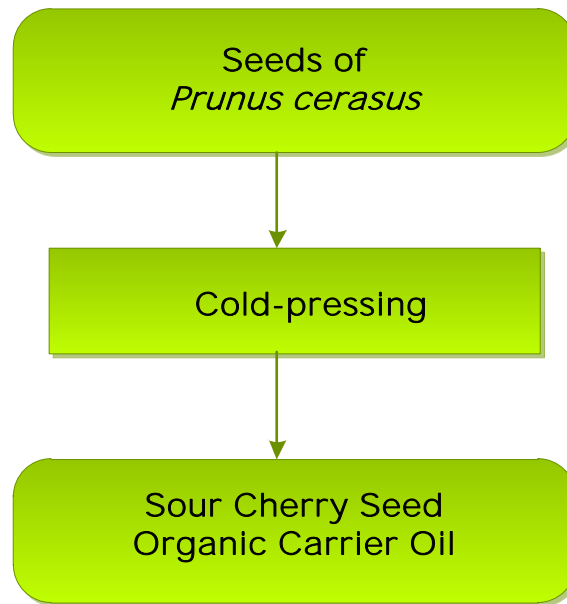 Seeds of
Prunus cerasus
Cold-pressing
Sour Cherry Seed
Organic Carrier Oil